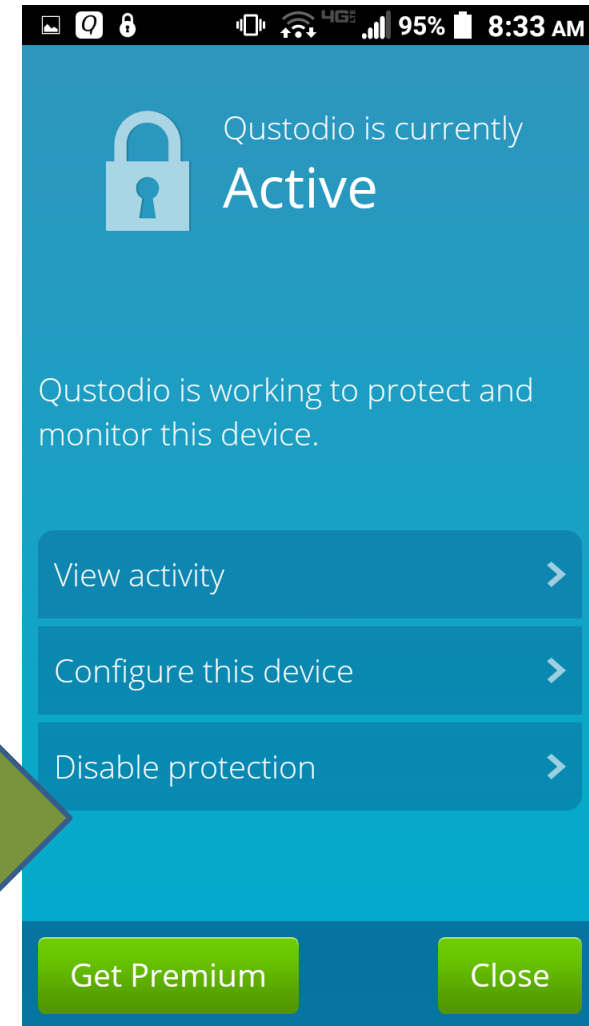 Q 4GE 95% 8:33 AM
Qustodio is currently
Active
Qustodio is working to protect and
monitor this device.
View activity
Configure this device
Disable protection
Get Premium Close